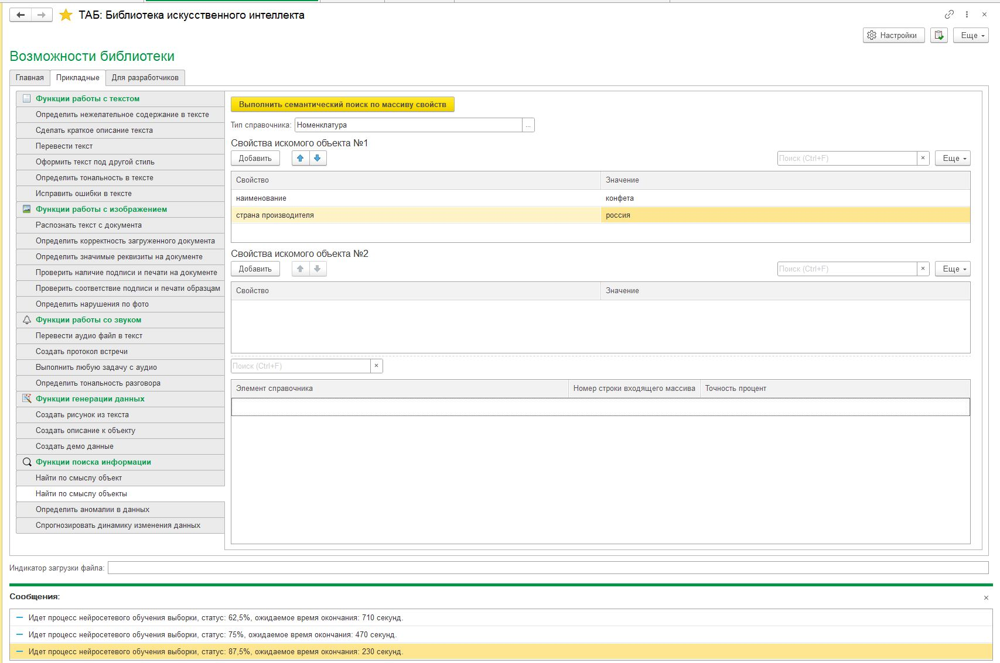 ТАБ: Библиотека искусственного интеллекта
Настройки
Еще
Возможности библиотеки
Главная
Прикладные
Для разработчиков
Функции работы с текстом
Определить нежелательное содержание в тексте
Сделать краткое описание текста
Перевести текст
Оформить текст под другой стиль
Определить тональность в тексте
Исправить ошибки в тексте
Функции работы с изображением
Распознать текст с документа
Определить корректность загруженного документа
Определить значимые реквизиты на документе
Проверить наличие подписи и печати на документе
Проверить соответствие подписи и печати образцам
Определить нарушения по фото
Функции работы со звуком
Перевести аудио файл в текст
Создать протокол встречи
Выполнить любую задачу с аудио
Определить тональность разговора
Функции генерации данных
Создать рисунок из текста
Создать описание к объекту
Создать демо данные
Функции поиска информации
Найти по смыслу объект
Найти по смыслу объекты
Определить аномалии в данных
Спрогнозировать динамику изменения данных
Выполнить семантический поиск по массиву свойств
Тип справочника: Номенклатура ...
Свойства искомого объекта №1
Добавить
Поиск (Ctrl+F) ×
Еще
Свойство Значение
наименование конфета
страна производителя россия
Свойства искомого объекта №2
Добавить
Поиск (Ctrl+F) ×
Еще
Свойство Значение
Поиск (Ctrl+F) ×
Элемент справочника Номер строки входящего массива Точность процент
Индикатор загрузки файла:
Сообщения:
Идет процесс нейросетевого обучения выборки, статус: 62,5%, ожидаемое время окончания: 710 секунд.
Идет процесс нейросетевого обучения выборки, статус: 75%, ожидаемое время окончания: 470 секунд.
Идет процесс нейросетевого обучения выборки, статус: 87,5%, ожидаемое время окончания: 230 секунд.